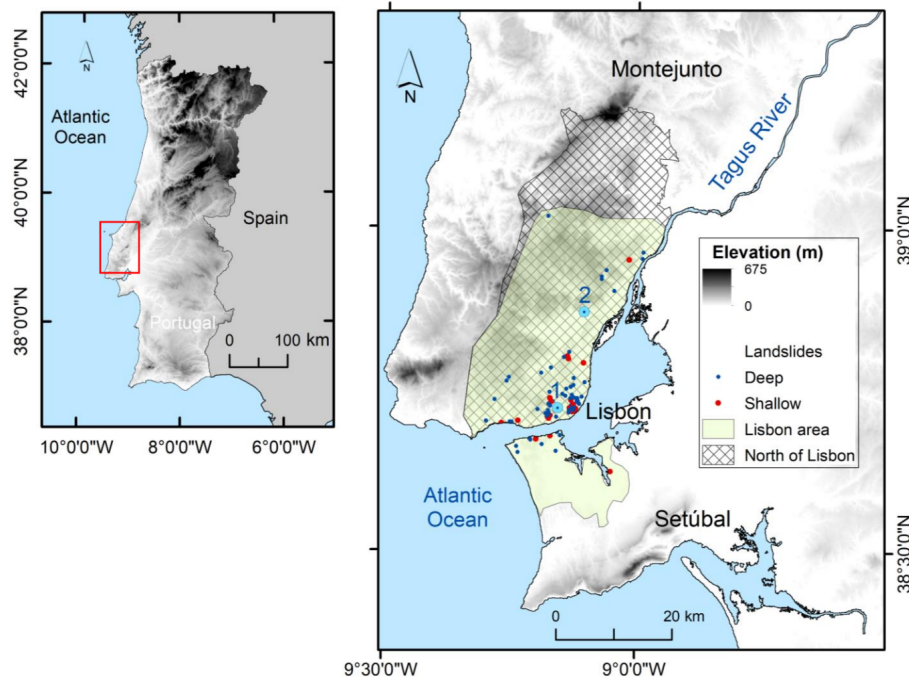 42°0'0"N
40°0'0"N
38°0'0"N
N
Atlantic
Ocean
Spain
Portugal
0 100 km
10°0'0"W 8°0'0"W 6°0'0"W
N
Montejunto
Tagus River
39°0'0"N
Elevation (m)
675
0
2
Landslides
Deep
Shallow
Lisbon area
North of Lisbon
1
Lisbon
Atlantic
Ocean
Setúbal
38°30'0"N
0 20 km
9°30'0"W 9°0'0"W